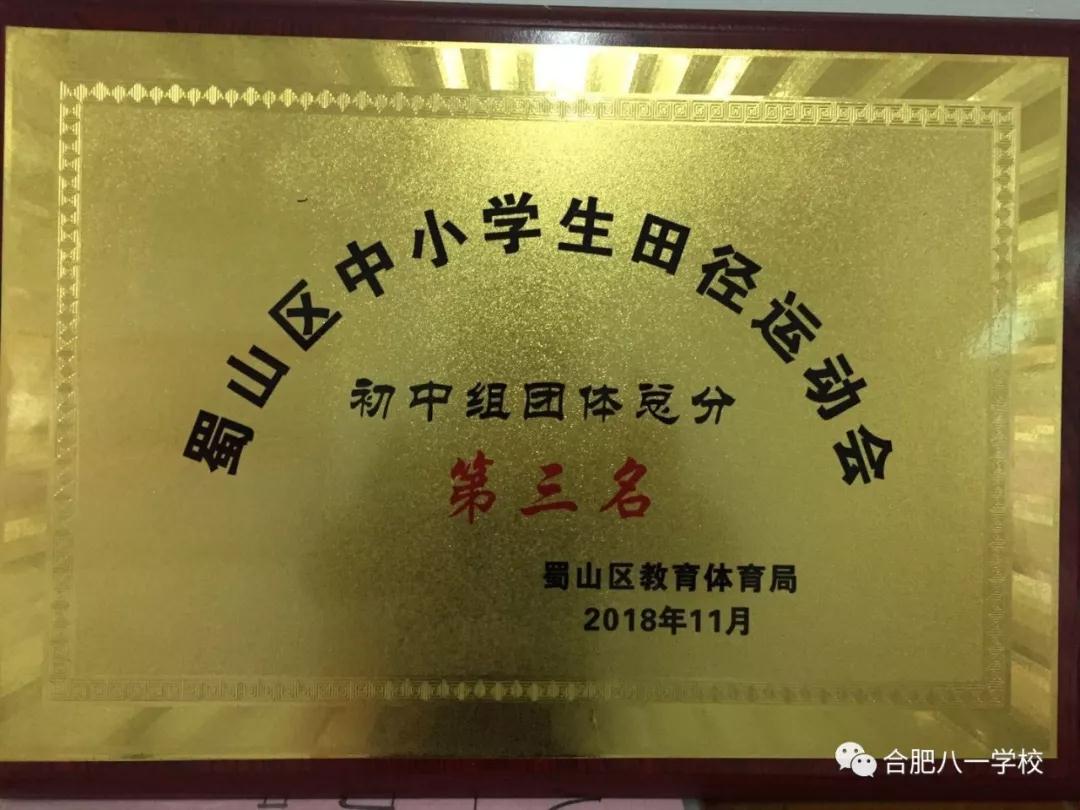 蜀山区中小学生田径运动会
初中组团体总分
第三名
蜀山区教育体育局
2018年11月
合肥八一学校